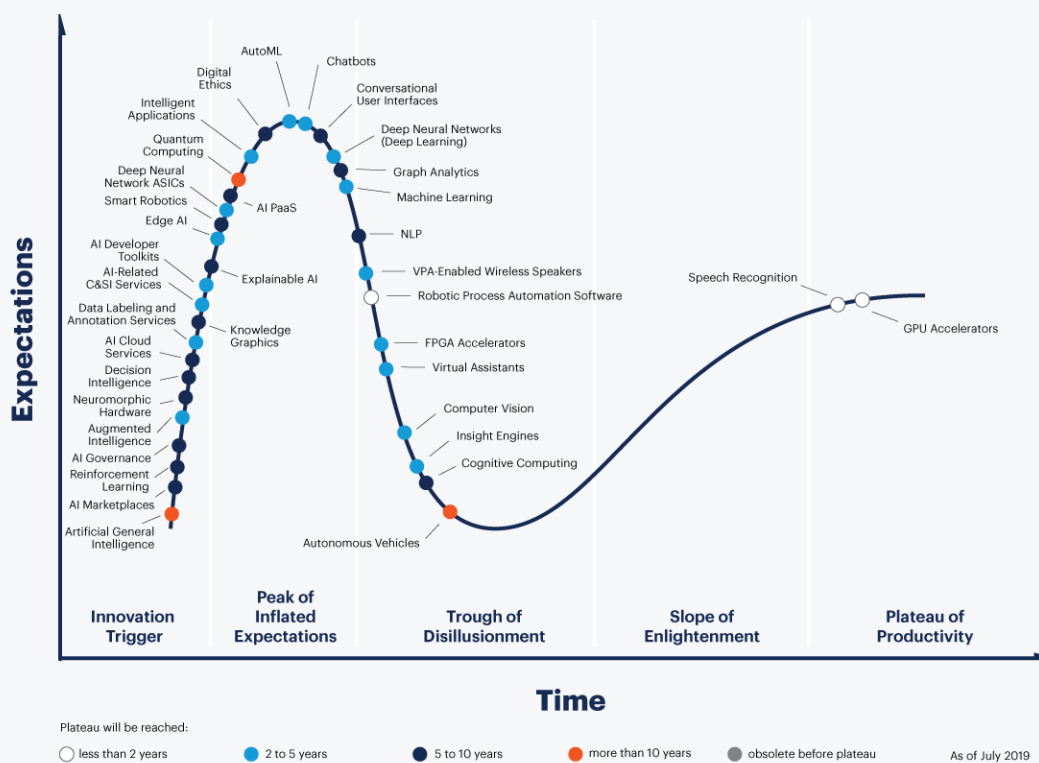 AutoML
Chatbots
Digital
Ethics
Conversational
User Interfaces
Intelligent
Applications
Deep Neural Networks
(Deep Learning)
Quantum
Computing
Graph Analytics
Deep Neural
Network ASICs
Machine Learning
Smart Robotics
AI PaaS
Edge AI
NLP
AI Developer
Toolkits
Explainable AI
VPA-Enabled Wireless Speakers
AI-Related
C&SI Services
Robotic Process Automation Software
Speech Recognition
Data Labeling and
Annotation Services
Knowledge
Graphics
GPU Accelerators
AI Cloud
Services
FPGA Accelerators
Decision
Intelligence
Virtual Assistants
Neuromorphic
Hardware
Computer Vision
Augmented
Intelligence
Insight Engines
AI Governance
Cognitive Computing
Reinforcement
Learning
AI Marketplaces
Artificial General
Intelligence
Autonomous Vehicles
Expectations
Innovation
Trigger
Peak of
Inflated
Expectations
Trough of
Disillusionment
Slope of
Enlightenment
Plateau of
Productivity
Time
Plateau will be reached:
less than 2 years
2 to 5 years
5 to 10 years
more than 10 years
obsolete before plateau
As of July 2019